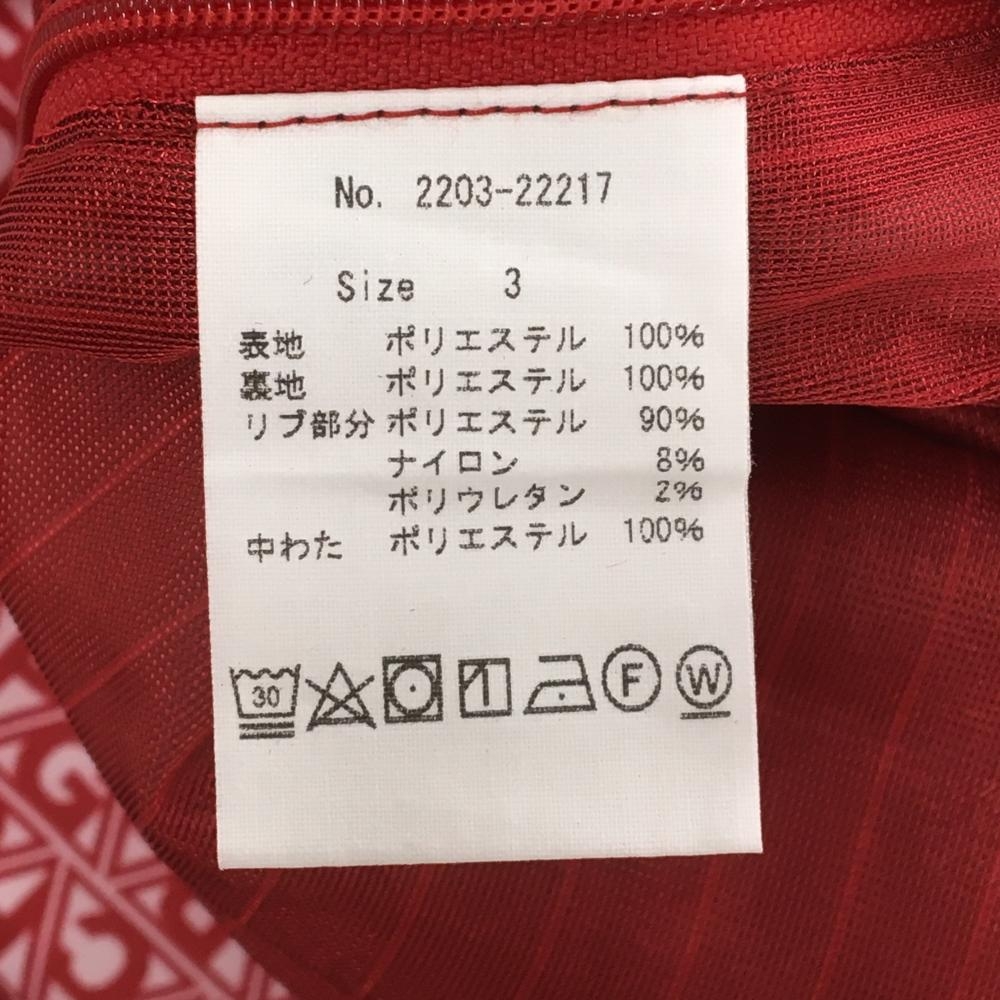 No. 2203-22217
Size 3
表地 ポリエステル 100%
裏地 ポリエステル 100%
リブ部分 ポリエステル 90%
ナイロン 8%
ポリウレタン 2%
中わた ポリエステル 100%
30 F W